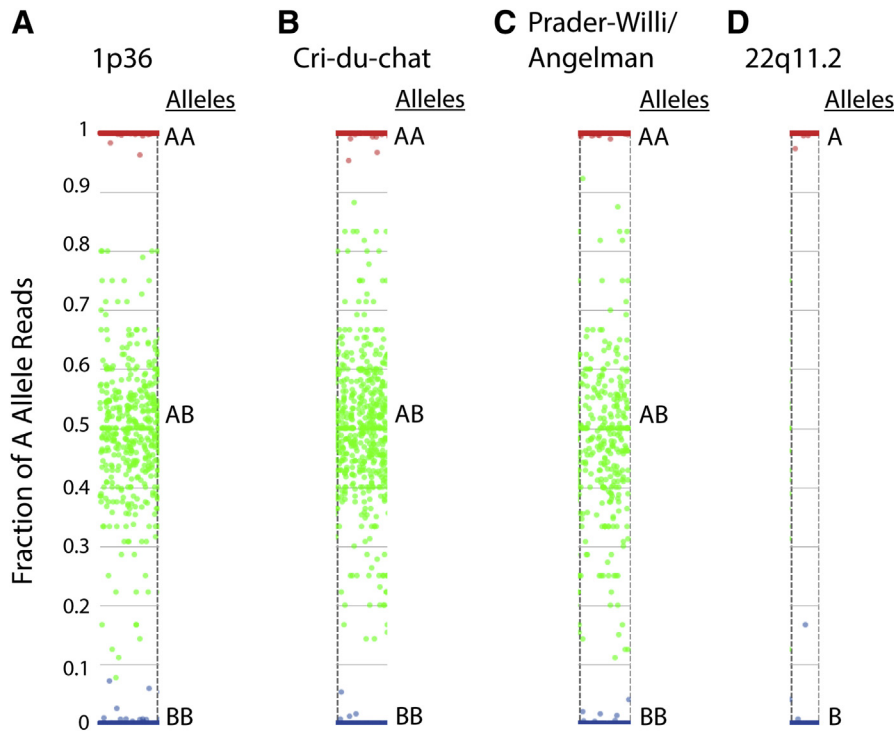 A
B
C
D
1p36
Cri-du-chat
Prader-Willi/
Angelman
22q11.2
Alleles
Alleles
Alleles
Alleles
1
0.9
0.8
0.7
0.6
0.5
0.4
0.3
0.2
0.1
0
Fraction of A Allele Reads
AA
AB
BB
AA
AB
BB
AA
AB
BB
A
B